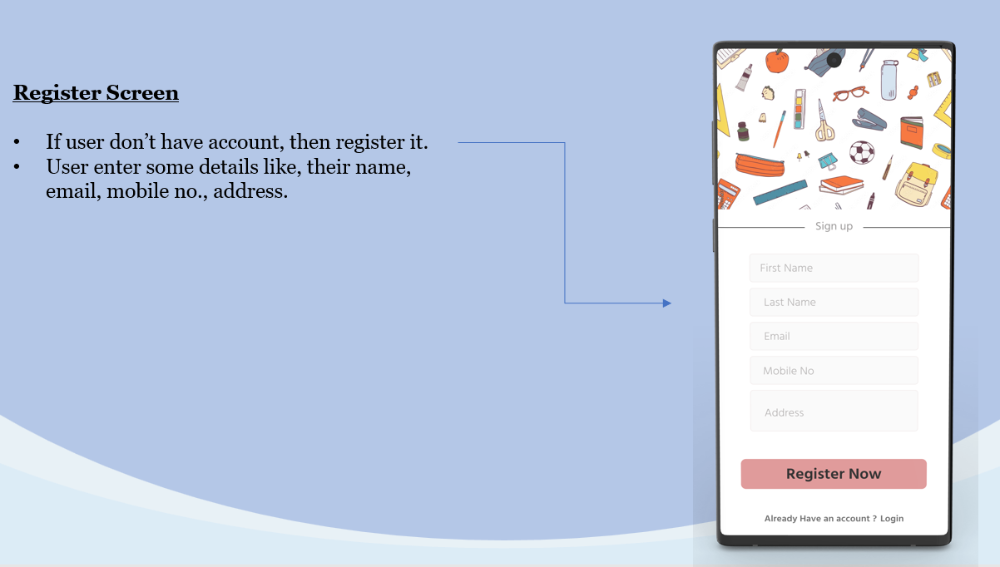 Register Screen
• If user don’t have account, then register it.
• User enter some details like, their name,
email, mobile no., address.
Sign up
First Name
Last Name
Email
Mobile No
Address
Register Now
Already Have an account ? Login